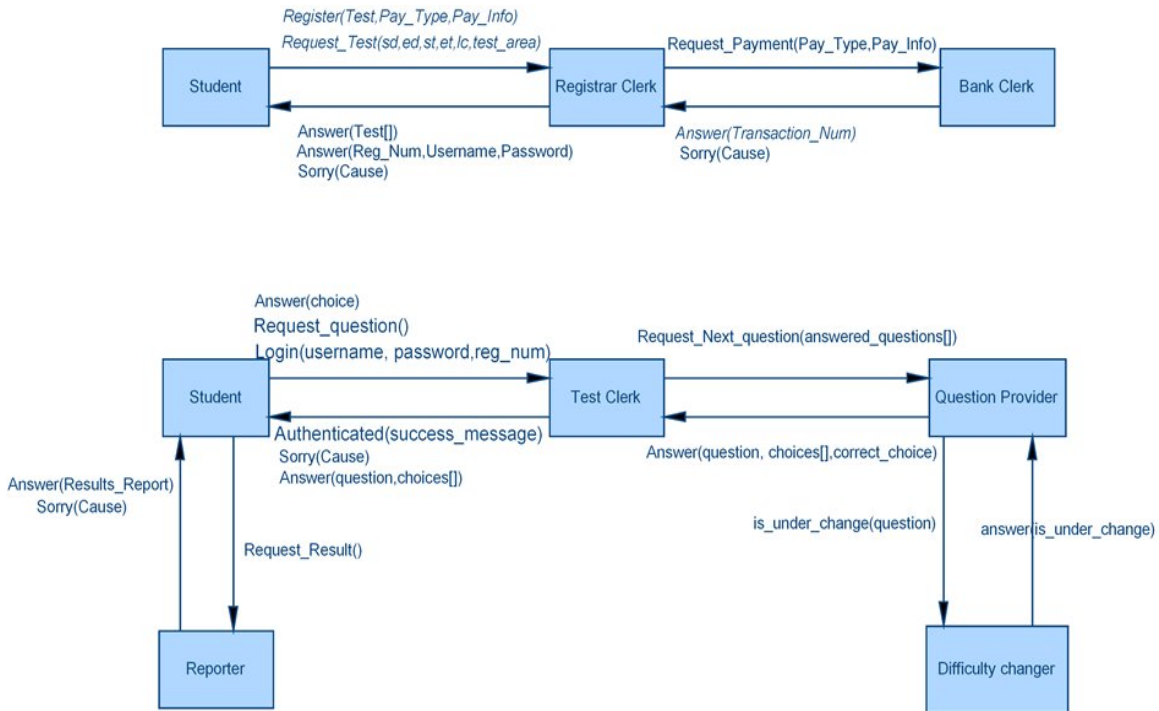 Register(Test,Pay_Type,Pay_Info)
Request_Test(sd,ed,st,et,lc,test_area)
Request_Payment(Pay_Type,Pay_Info)
Student
Registrar Clerk
Bank Clerk
Answer(Test[])
Answer(Reg_Num,Username,Password)
Sorry(Cause)
Answer(Transaction_Num)
Sorry(Cause)
Answer(choice)
Request_question()
Login(username, password,reg_num)
Request_Next_question(answered_questions[])
Student
Test Clerk
Question Provider
Authenticated(success_message)
Sorry(Cause)
Answer(question,choices[])
Answer(question, choices[],correct_choice)
Answer(Results_Report)
Sorry(Cause)
Request_Result()
is_under_change(question)
answer(is_under_change)
Reporter
Difficulty changer